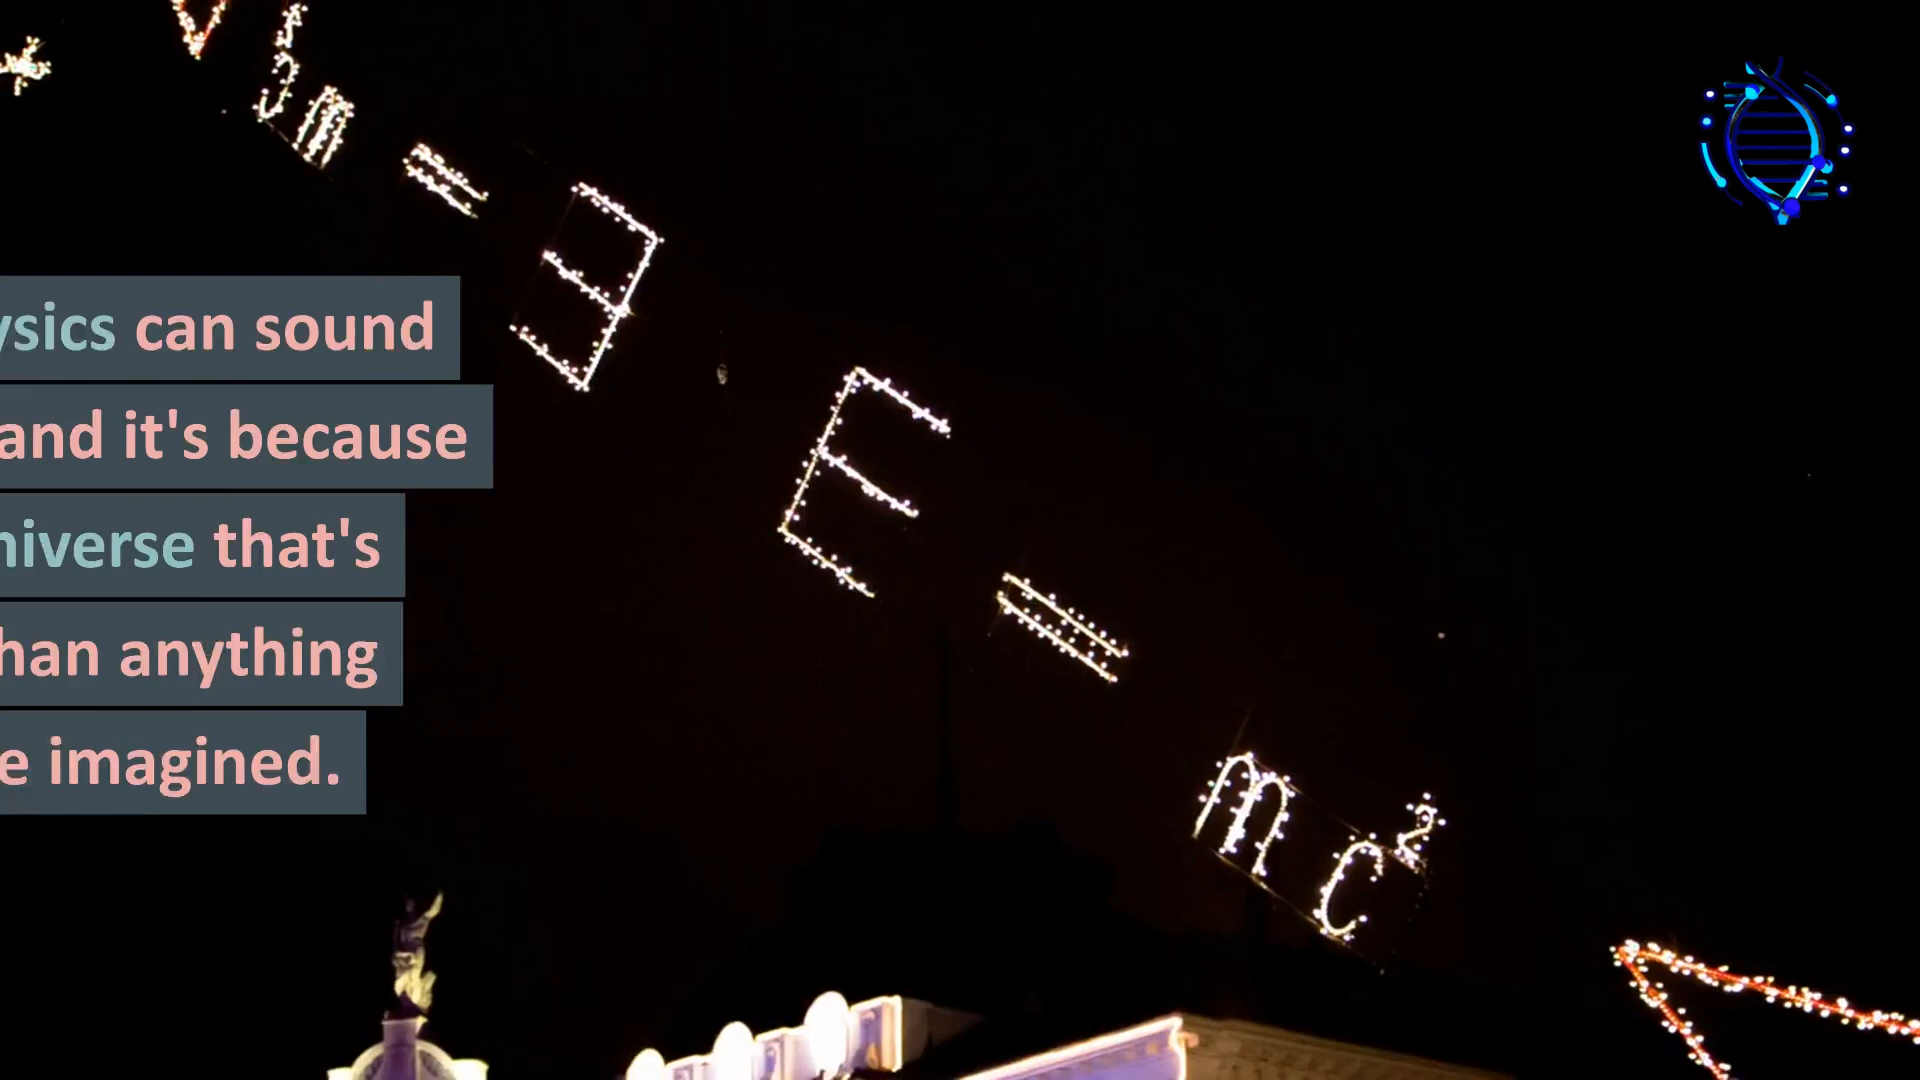 ysics can sound
and it's because
niverse that's
han anything
e imagined.
E = mc²